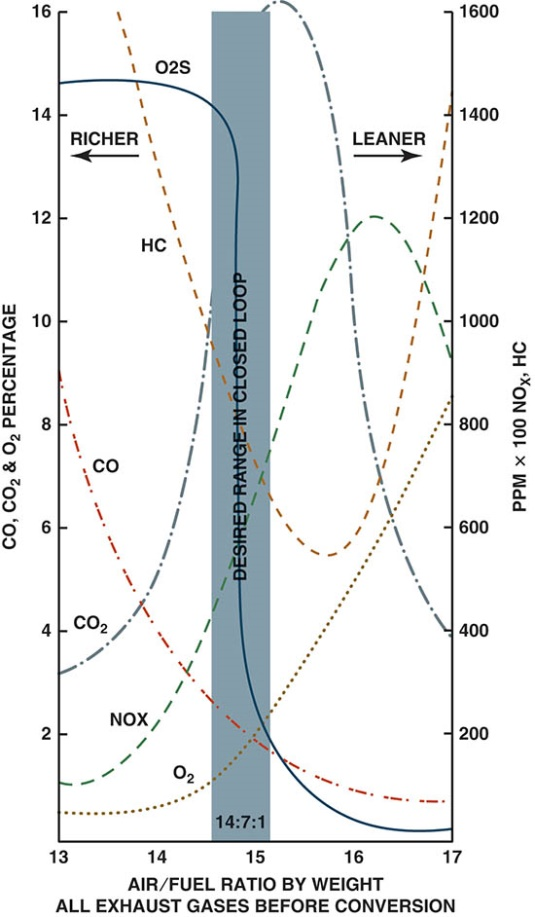 16
1600
O2S
14
1400
RICHER
LEANER
12
1200
HC
10
1000
DESIRED RANGE IN CLOSED LOOP
CO, CO2 & O2 PERCENTAGE
PPM × 100 NOX, HC
8
800
CO
6
600
4
400
CO2
NOX
2
200
O2
14:7:1
13 14 15 16 17
AIR/FUEL RATIO BY WEIGHT
ALL EXHAUST GASES BEFORE CONVERSION